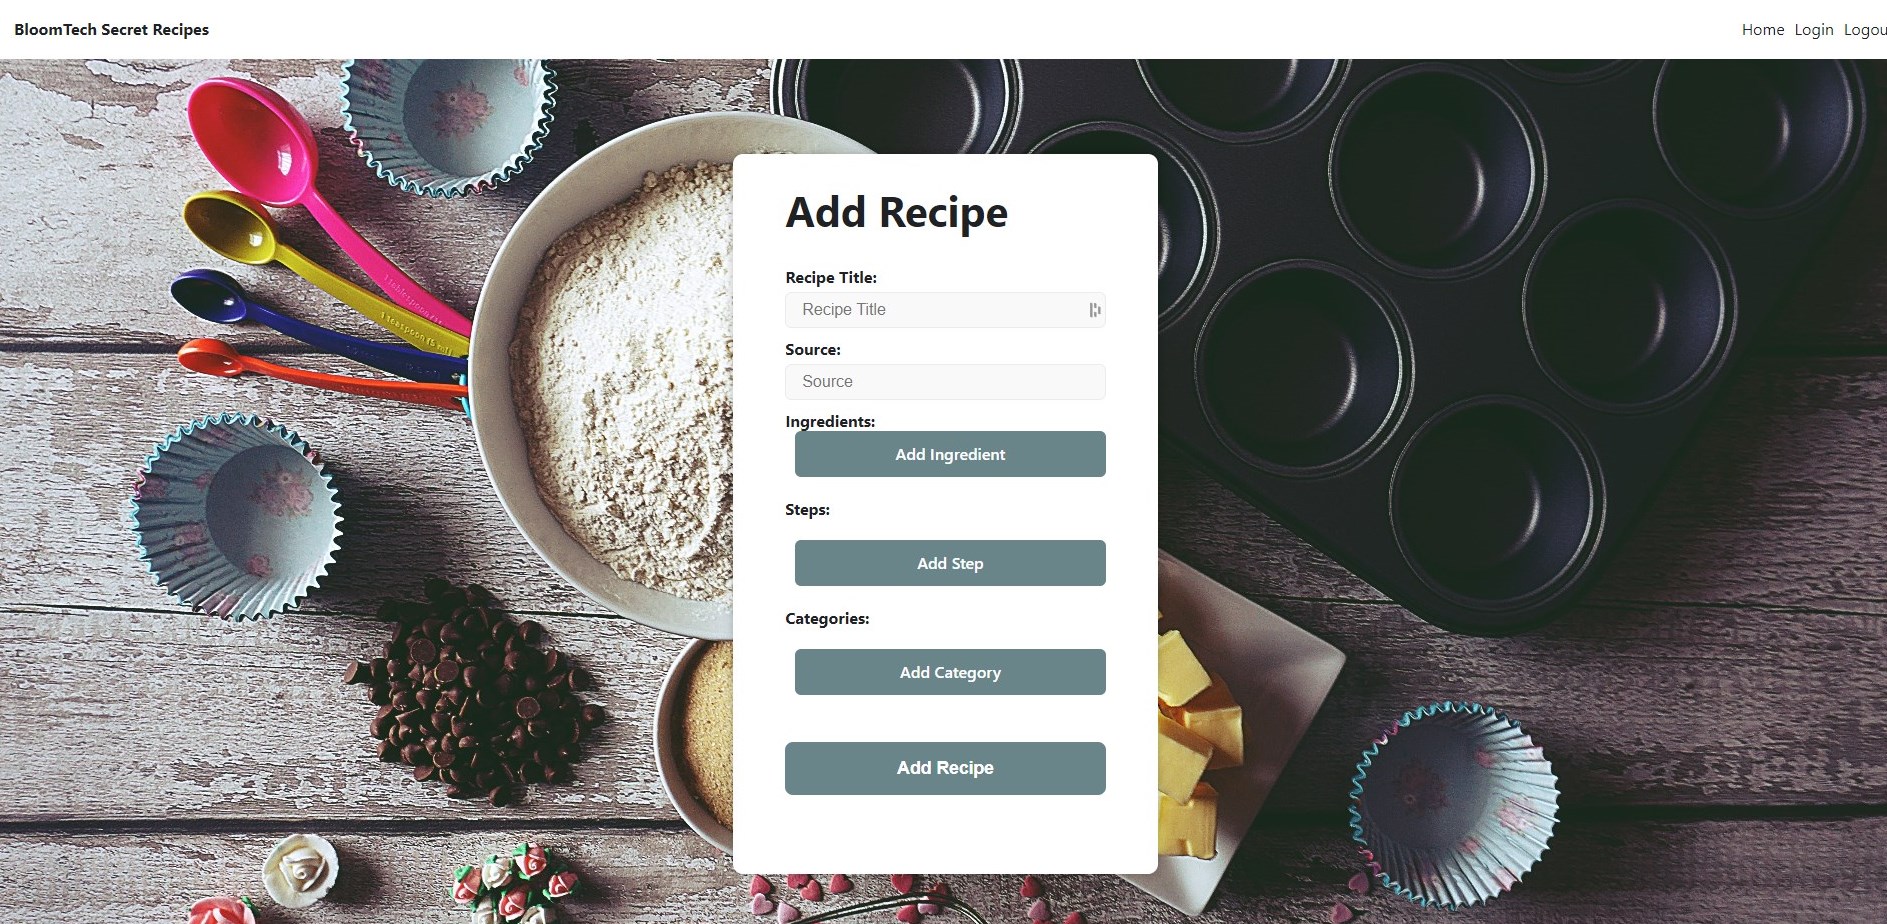 BloomTech Secret Recipes
Home Login Logou
Add Recipe
Recipe Title:
Recipe Title
Source:
Source
Ingredients:
Add Ingredient
Steps:
Add Step
Categories:
Add Category
Add Recipe